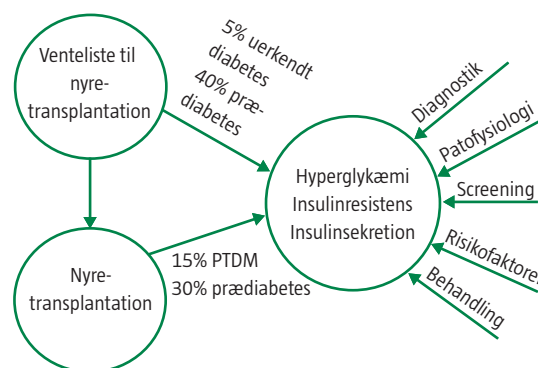 Venteliste til
nyre-
transplantation
5% uerkendt
diabetes
40% præ-
diabetes
Hyperglykæmi
Insulinresistens
Insulinsekretion
Diagnostik
Patofysiologi
Screening
Risikofaktorer
Behandling
Nyre-
transplantation
15% PTDM
30% prædiabetes